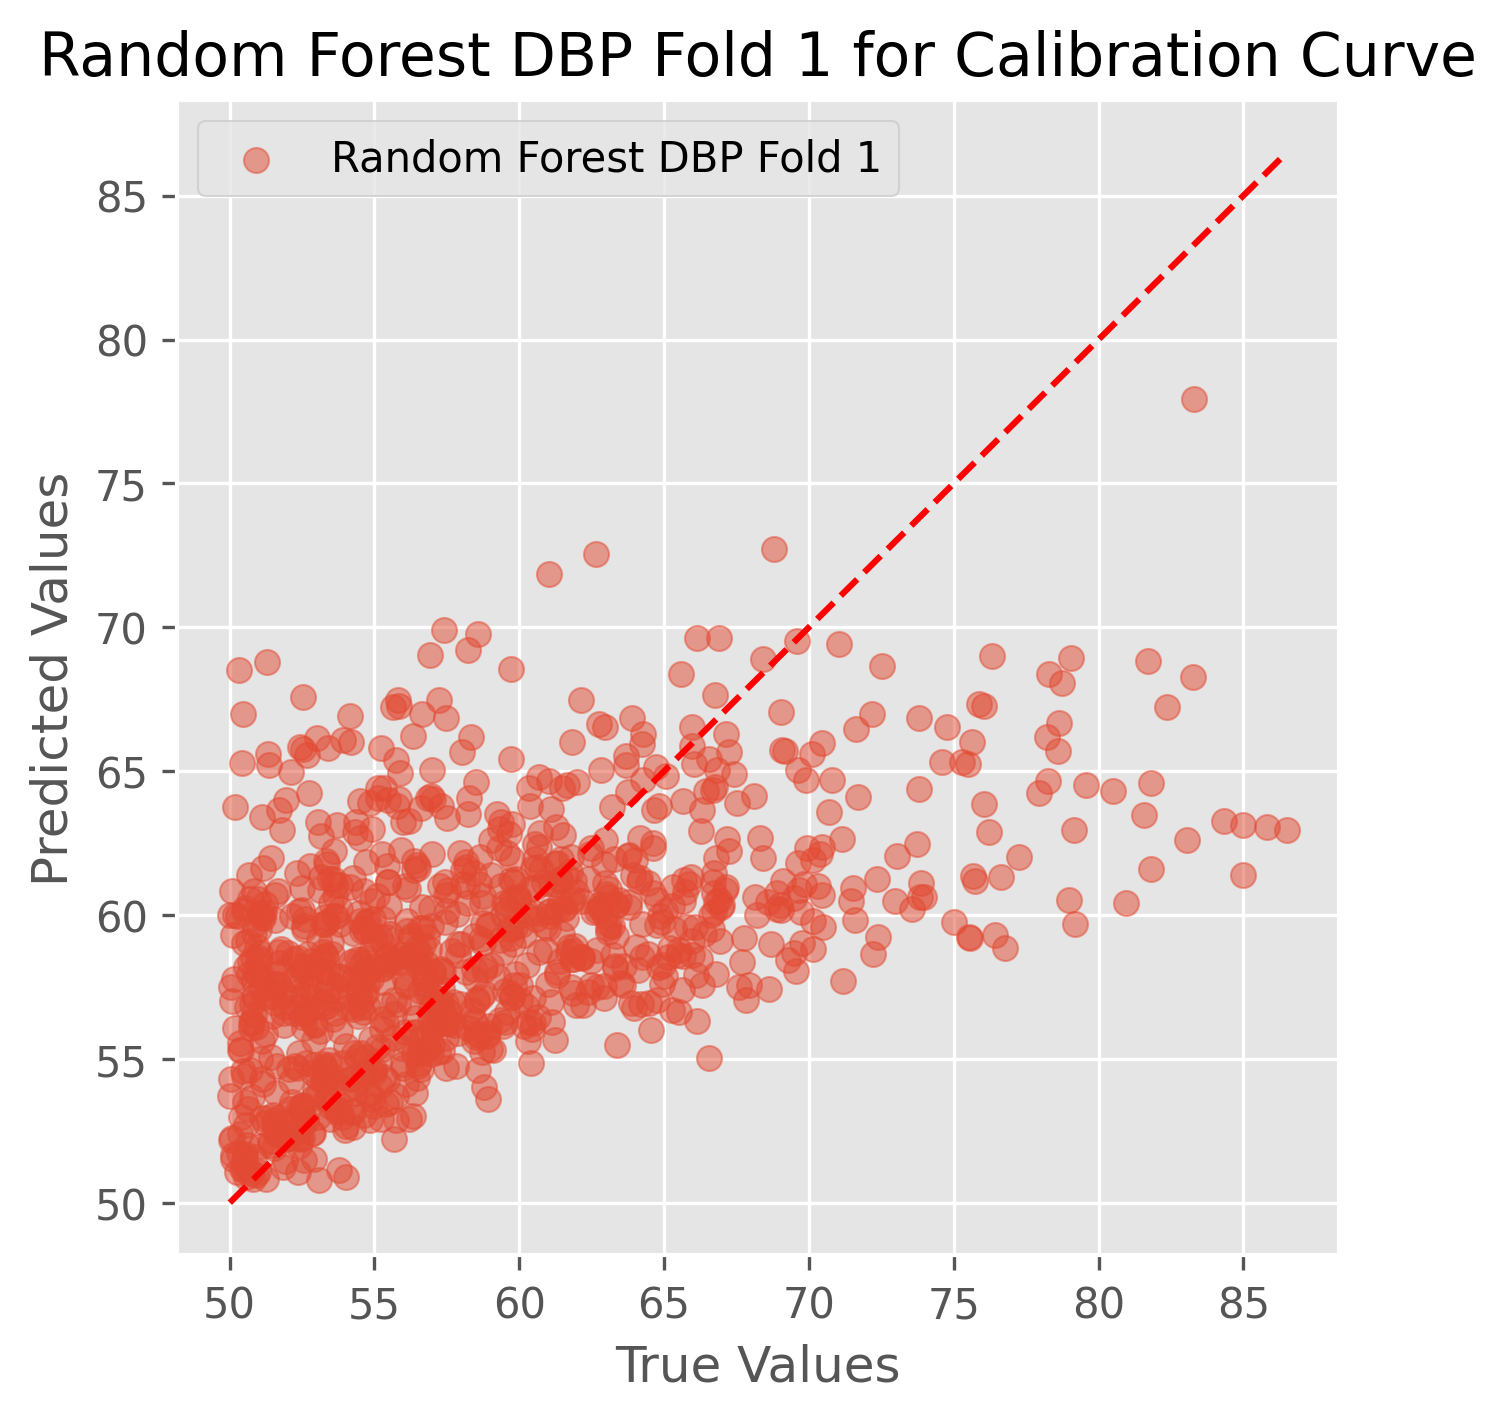 Random Forest DBP Fold 1 for Calibration Curve
Random Forest DBP Fold 1
85
80
75
70
65
60
55
50
Predicted Values
50 55 60 65 70 75 80 85
True Values